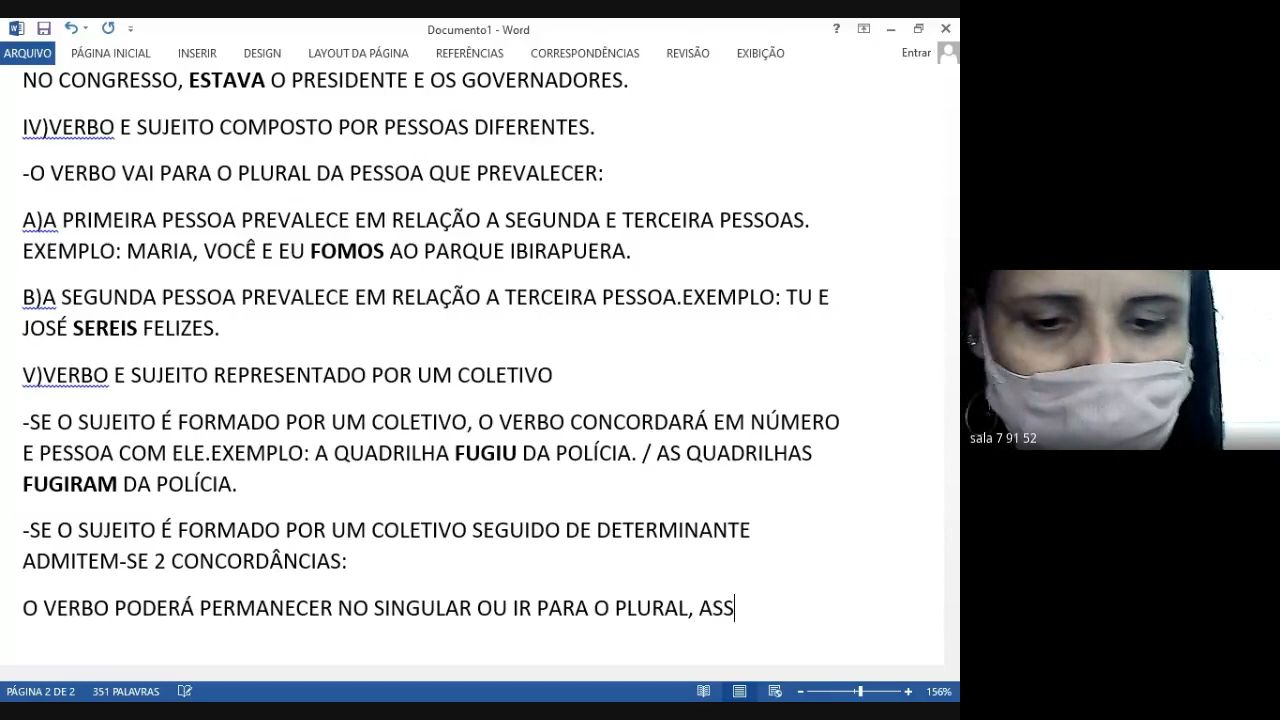 Documento1 - Word
?
ARQUIVO PÁGINA INICIAL INSERIR DESIGN LAYOUT DA PÁGINA REFERÊNCIAS CORRESPONDÊNCIAS REVISÃO EXIBIÇÃO Entrar
NO CONGRESSO, ESTAVA O PRESIDENTE E OS GOVERNADORES.
IV)VERBO E SUJEITO COMPOSTO POR PESSOAS DIFERENTES.
-O VERBO VAI PARA O PLURAL DA PESSOA QUE PREVALECER:
A)A PRIMEIRA PESSOA PREVALECE EM RELAÇÃO A SEGUNDA E TERCEIRA PESSOAS.
EXEMPLO: MARIA, VOCÊ E EU FOMOS AO PARQUE IBIRAPUERA.
B)A SEGUNDA PESSOA PREVALECE EM RELAÇÃO A TERCEIRA PESSOA.EXEMPLO: TU E
JOSÉ SEREIS FELIZES.
V)VERBO E SUJEITO REPRESENTADO POR UM COLETIVO
-SE O SUJEITO É FORMADO POR UM COLETIVO, O VERBO CONCORDARÁ EM NÚMERO
E PESSOA COM ELE.EXEMPLO: A QUADRILHA FUGIU DA POLÍCIA. / AS QUADRILHAS
FUGIRAM DA POLÍCIA.
-SE O SUJEITO É FORMADO POR UM COLETIVO SEGUIDO DE DETERMINANTE
ADMITEM-SE 2 CONCORDÂNCIAS:
O VERBO PODERÁ PERMANECER NO SINGULAR OU IR PARA O PLURAL, ASS
sala 7 91 52
PÁGINA 2 DE 2 351 PALAVRAS 156%